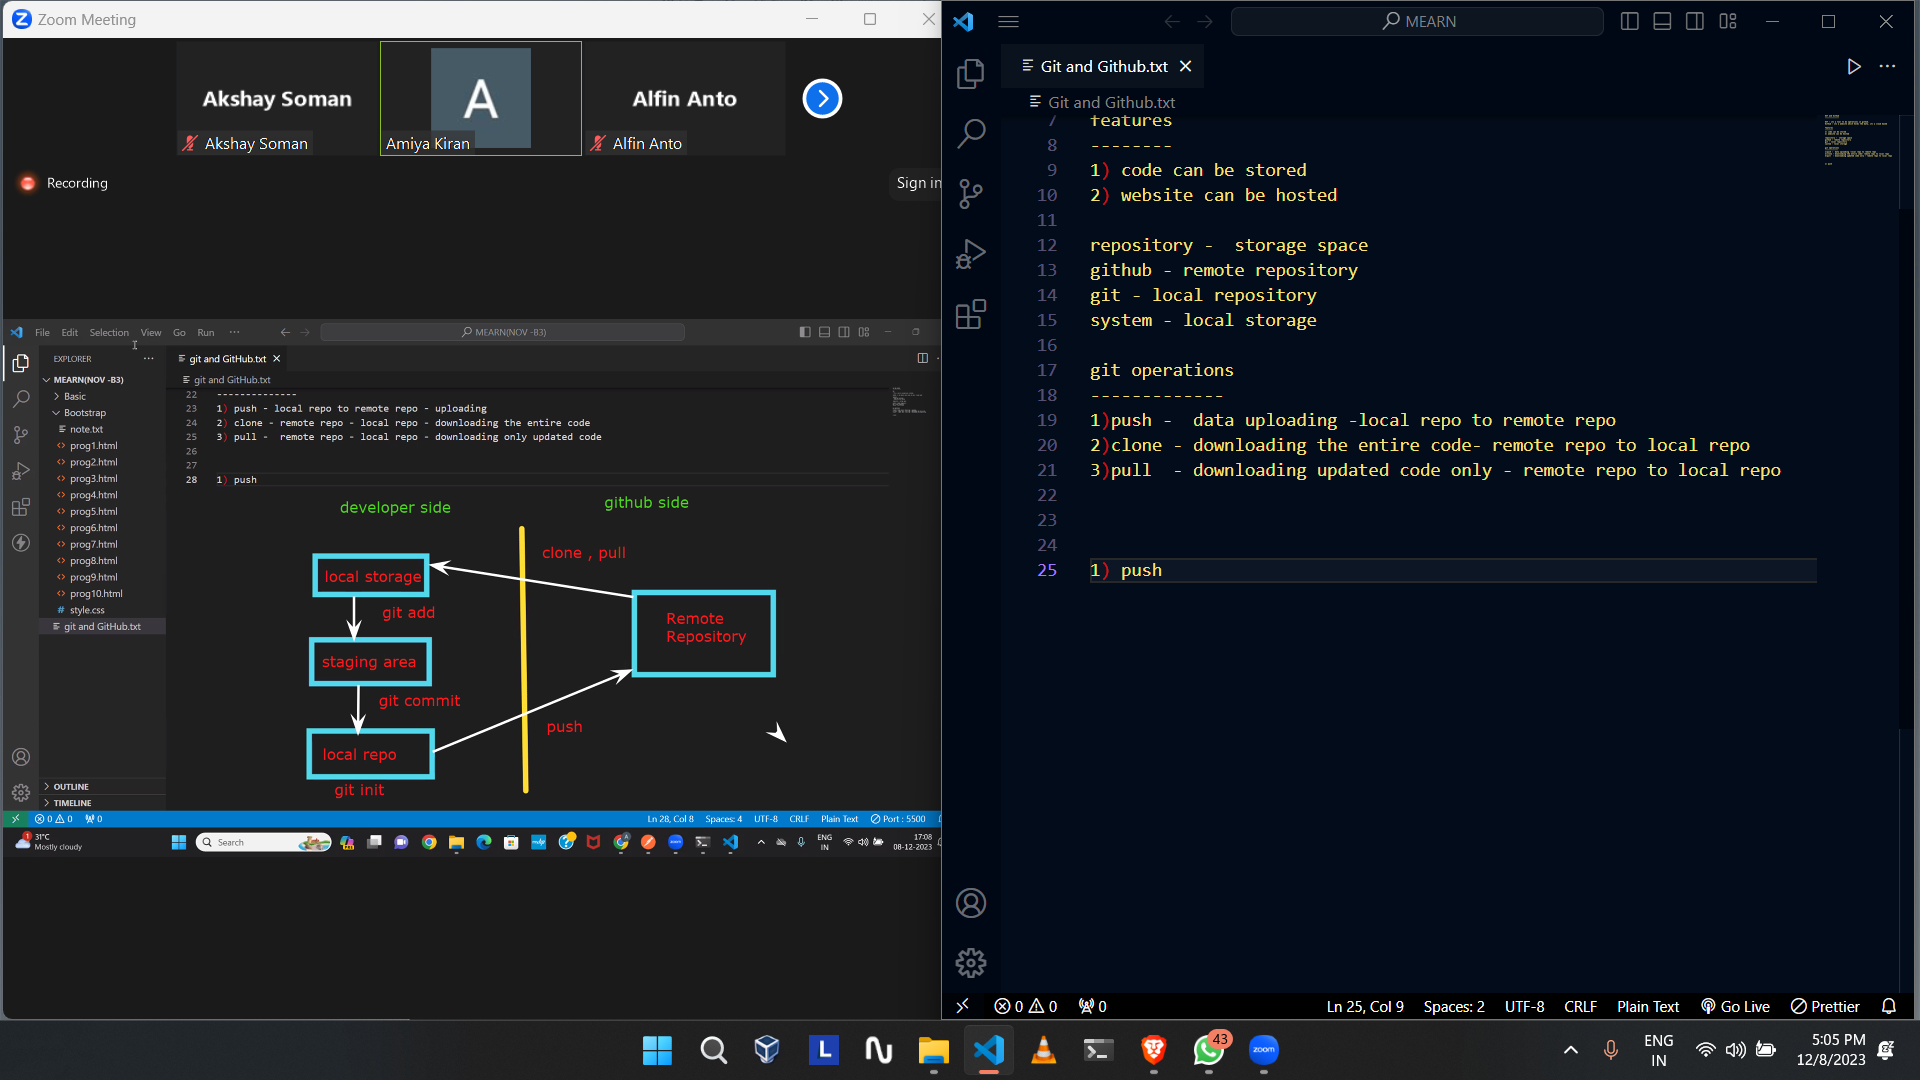 Zoom Meeting
Akshay Soman
A
Alfin Anto
Akshay Soman
Amiya Kiran
Alfin Anto
Recording
Sign in
File Edit Selection View Go Run ···
MEARN(NOV -B3)
EXPLORER
MEARN(NOV -B3)
Basic
Bootstrap
note.txt
prog1.html
prog2.html
prog3.html
prog4.html
prog5.html
prog6.html
prog7.html
prog8.html
prog9.html
prog10.html
style.css
git and GitHub.txt
OUTLINE
TIMELINE
git and GitHub.txt
git and GitHub.txt
22 --------------
23 1) push - local repo to remote repo - uploading
24 2) clone - remote repo - local repo - downloading the entire code
25 3) pull -  remote repo - local repo - downloading only updated code
26
27
28 1) push
developer side
github side
clone , pull
local storage
git add
Remote
Repository
staging area
git commit
push
local repo
git init
0 0 0
Ln 28, Col 8 Spaces: 4 UTF-8 CRLF Plain Text Port : 5500
1
31°C
Mostly cloudy
Search
ENG
IN
17:08
08-12-2023
MEARN
Git and Github.txt
Git and Github.txt
7 features
8 --------
9 1) code can be stored
10 2) website can be hosted
11
12 repository -  storage space
13 github - remote repository
14 git - local repository
15 system - local storage
16
17 git operations
18 -------------
19 1)push -  data uploading -local repo to remote repo
20 2)clone - downloading the entire code- remote repo to local repo
21 3)pull  - downloading updated code only - remote repo to local repo
22
23
24
25 1) push
0 0 0
Ln 25, Col 9 Spaces: 2 UTF-8 CRLF Plain Text Go Live Prettier
L
43
zoom
ENG
IN
5:05 PM
12/8/2023